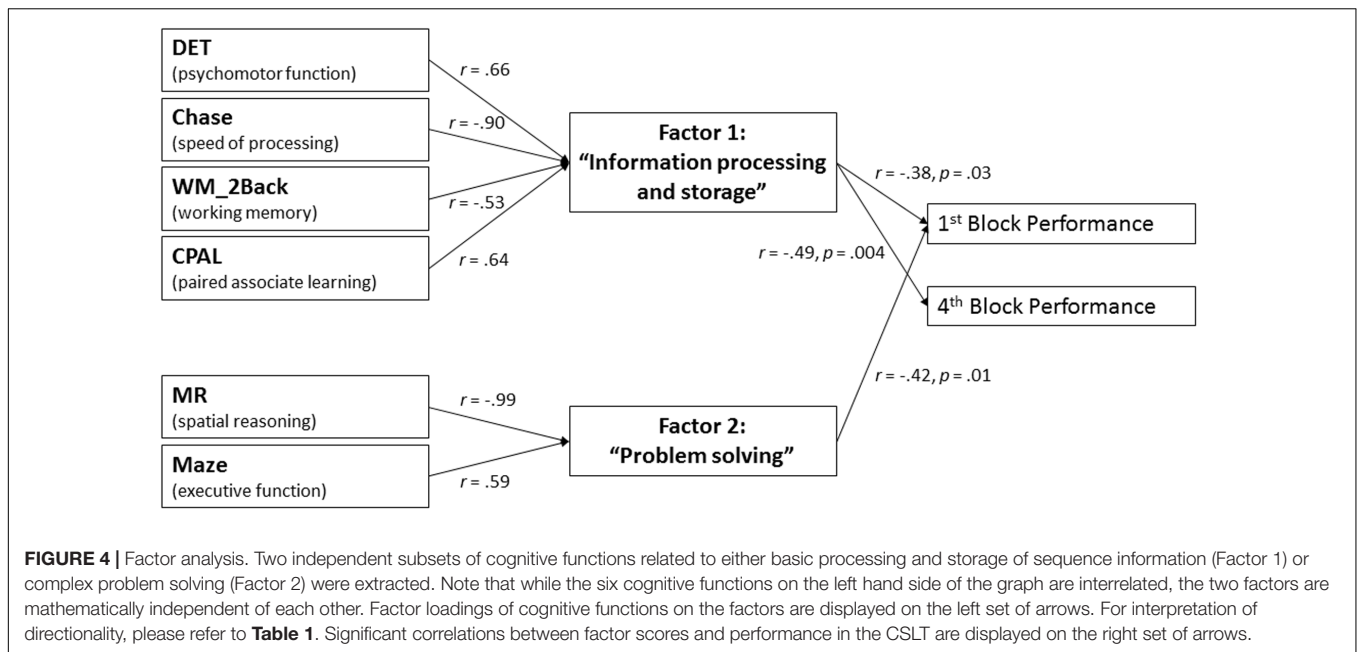 DET
(psychomotor function)
r = .66
Chase
(speed of processing)
r = -.90
WM_2Back
(working memory)
r = -.53
CPAL
(paired associate learning)
r = .64
Factor 1:
“Information processing
and storage”
r = -.38, p = .03
1st Block Performance
r = -.49, p = .004
4th Block Performance
r = -.42, p = .01
MR
(spatial reasoning)
r = -.99
Maze
(executive function)
r = .59
Factor 2:
“Problem solving”
FIGURE 4 | Factor analysis. Two independent subsets of cognitive functions related to either basic processing and storage of sequence information (Factor 1) or
complex problem solving (Factor 2) were extracted. Note that while the six cognitive functions on the left hand side of the graph are interrelated, the two factors are
mathematically independent of each other. Factor loadings of cognitive functions on the factors are displayed on the left set of arrows. For interpretation of
directionality, please refer to Table 1. Significant correlations between factor scores and performance in the CSLT are displayed on the right set of arrows.